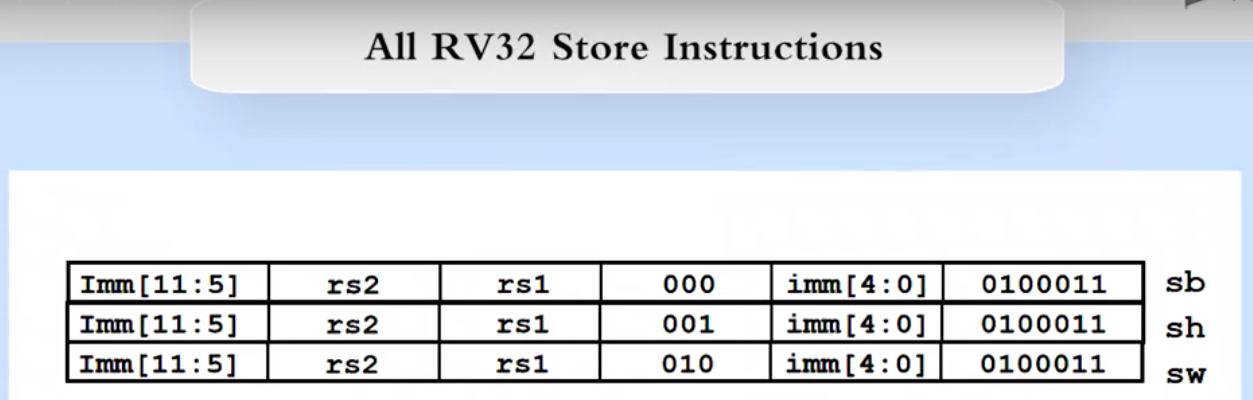 All RV32 Store Instructions
Imm[11:5] rs2 rs1 000 imm[4:0] 0100011 sb
Imm[11:5] rs2 rs1 001 imm[4:0] 0100011 sh
Imm[11:5] rs2 rs1 010 imm[4:0] 0100011 sw